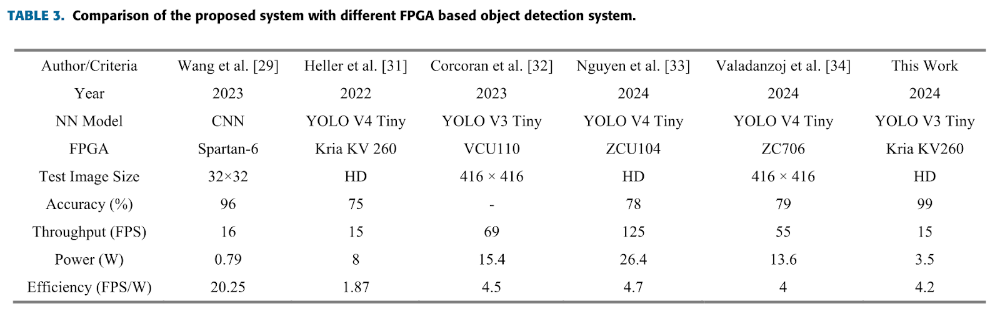 TABLE 3. Comparison of the proposed system with different FPGA based object detection system.
Author/Criteria Wang et al. [29] Heller et al. [31] Corcoran et al. [32] Nguyen et al. [33] Valadanzoj et al. [34] This Work
Year 2023 2022 2023 2024 2024 2024
NN Model CNN YOLO V4 Tiny YOLO V3 Tiny YOLO V4 Tiny YOLO V4 Tiny YOLO V3 Tiny
FPGA Spartan-6 Kria KV 260 VCU110 ZCU104 ZC706 Kria KV260
Test Image Size 32×32 HD 416 × 416 HD 416 × 416 HD
Accuracy (%) 96 75 - 78 79 99
Throughput (FPS) 16 15 69 125 55 15
Power (W) 0.79 8 15.4 26.4 13.6 3.5
Efficiency (FPS/W) 20.25 1.87 4.5 4.7 4 4.2